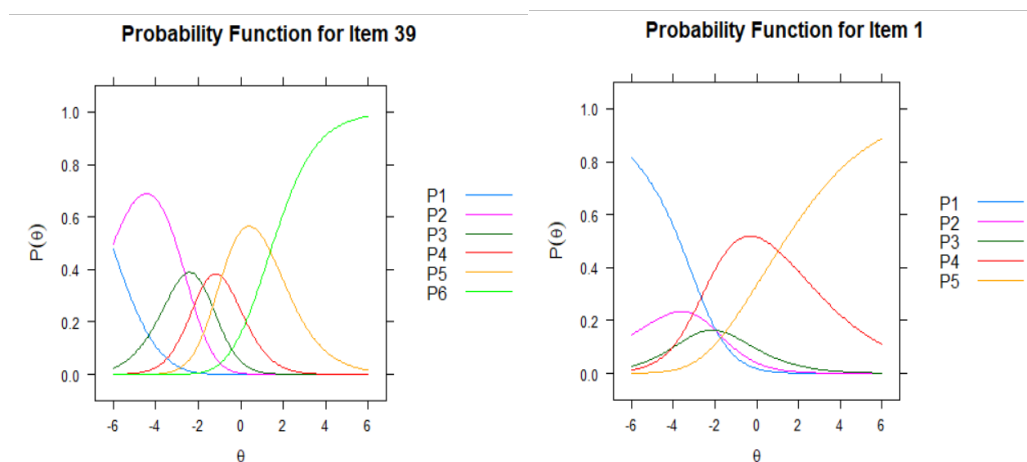 Probability Function for Item 39
1.0
0.8
0.6
0.4
0.2
0.0
P(θ)
-6 -4 -2 0 2 4 6
θ
P1
P2
P3
P4
P5
P6
Probability Function for Item 1
1.0
0.8
0.6
0.4
0.2
0.0
P(θ)
-6 -4 -2 0 2 4 6
θ
P1
P2
P3
P4
P5